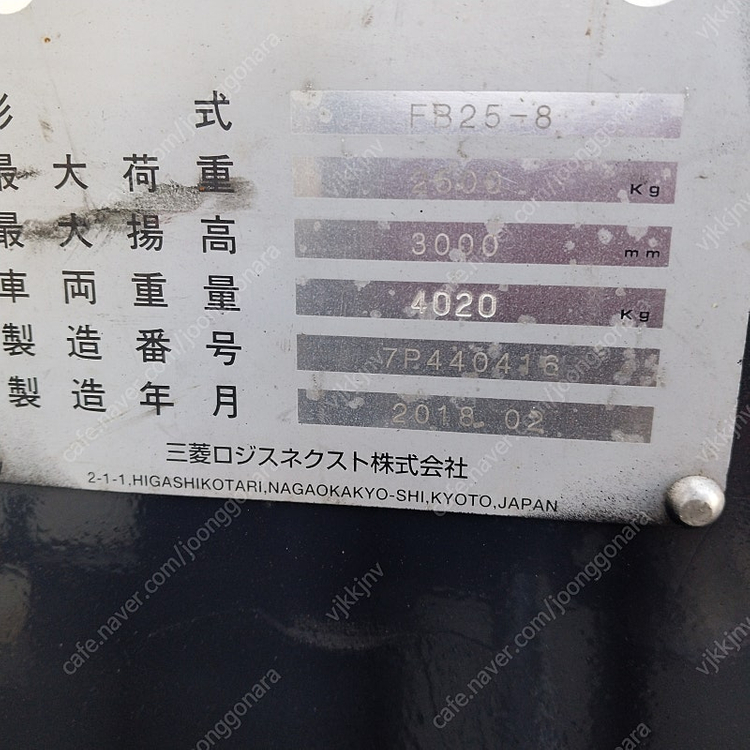 形 式 FB25-8
最大荷重 2500 Kg
最大揚高 3000 mm
車両重量 4020 Kg
製造番号 7P440416
製造年月 2018 02
三菱ロジスネクスト株式会社
2-1-1,HIGASHIKOTARI,NAGAOKAKYO-SHI,KYOTO,JAPAN
cafe.naver.com/joonggonara
vjkkjnv